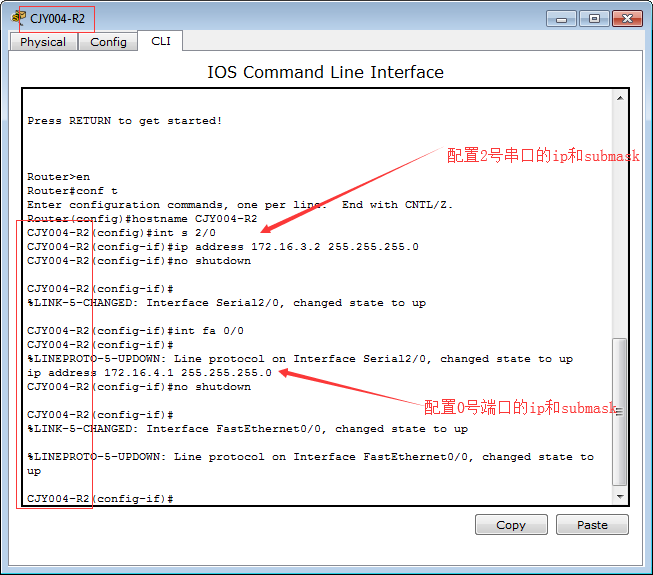 CJY004-R2
Physical Config CLI
IOS Command Line Interface
Press RETURN to get started!
配置2号串口的ip和submask
Router>en
Router#conf t
Enter configuration commands, one per line.  End with CNTL/Z.
Router(config)#hostname CJY004-R2
CJY004-R2(config)#int s 2/0
CJY004-R2(config-if)#ip address 172.16.3.2 255.255.255.0
CJY004-R2(config-if)#no shutdown
CJY004-R2(config-if)#
%LINK-5-CHANGED: Interface Serial2/0, changed state to up
CJY004-R2(config-if)#int fa 0/0
CJY004-R2(config-if)#
%LINEPROTO-5-UPDOWN: Line protocol on Interface Serial2/0, changed state to up
ip address 172.16.4.1 255.255.255.0
CJY004-R2(config-if)#no shutdown
配置0号端口的ip和submask
CJY004-R2(config-if)#
%LINK-5-CHANGED: Interface FastEthernet0/0, changed state to up
%LINEPROTO-5-UPDOWN: Line protocol on Interface FastEthernet0/0, changed state to
up
CJY004-R2(config-if)#
Copy Paste